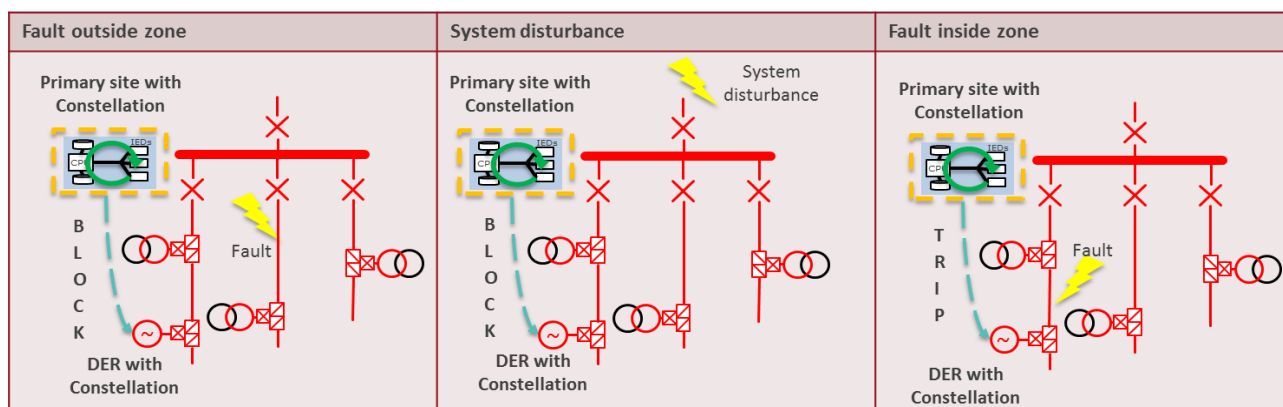 Fault outside zone
System disturbance
Fault inside zone
Primary site with
Constellation
IEDs
CP
B
L
O
C
K
Fault
~
DER with
Constellation
Primary site with
Constellation
IEDs
CP
System
disturbance
B
L
O
C
K
~
DER with
Constellation
Primary site with
Constellation
IEDs
CP
T
R
I
P
Fault
~
DER with
Constellation